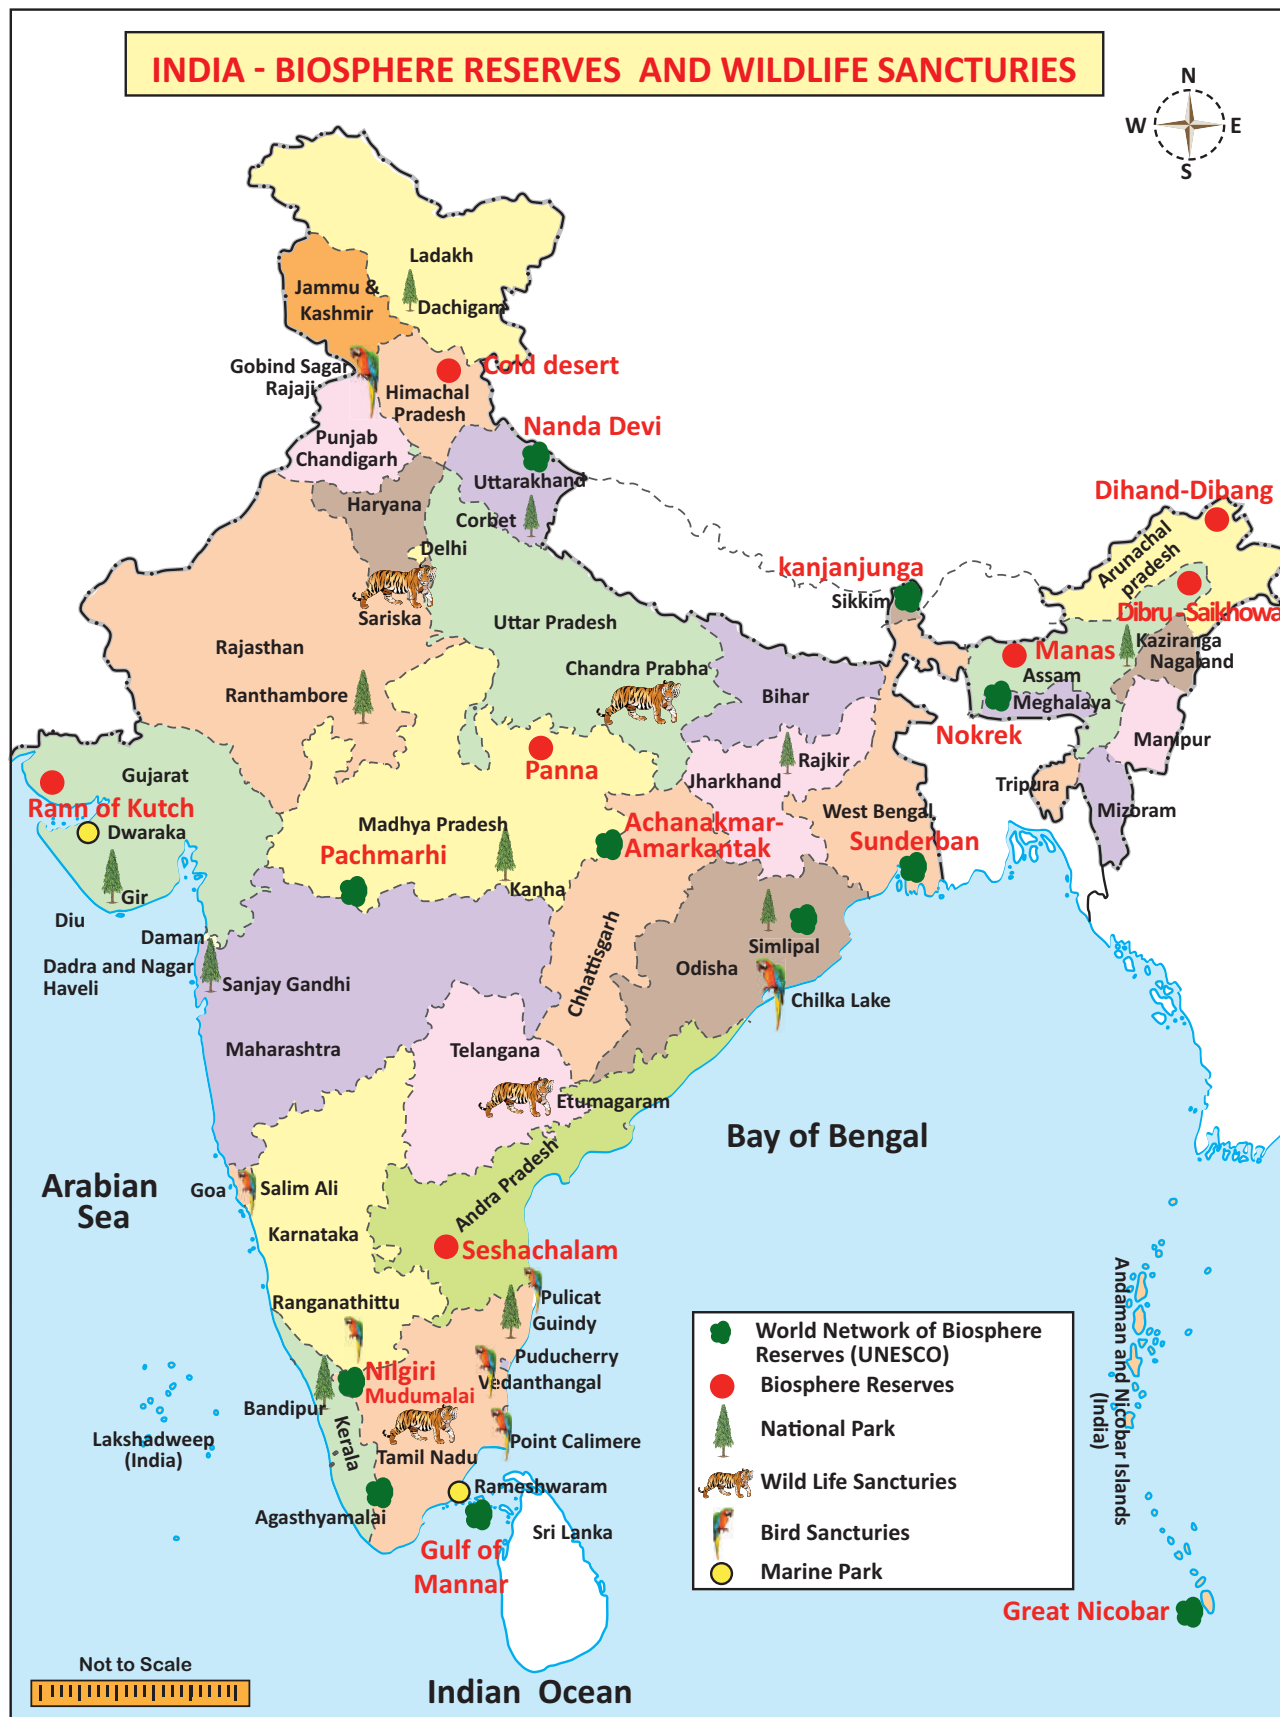 INDIA - BIOSPHERE RESERVES AND WILDLIFE SANCTURIES
N
W
E
S
Ladakh
Jammu &
Kashmir
Dachigam
Gobind Sagar
Rajaji
Cold desert
Himachal
Pradesh
Nanda Devi
Punjab
Chandigarh
Uttarakhand
Haryana
Corbet
Delhi
Dihand-Dibang
Arunachal
pradesh
kanjanjunga
Sikkim
Sariska
Uttar Pradesh
Dibru -Saikhowa
Rajasthan
Kaziranga
Nagaland
Manas
Assam
Chandra Prabha
Ranthambore
Bihar
Meghalaya
Nokrek
Manipur
Panna
Rajkir
Jharkhand
Gujarat
Tripura
Rann of Kutch
Dwaraka
Madhya Pradesh
West Bengal
Mizoram
Achanakmar-
Amarkantak
Pachmarhi
Sunderban
Kanha
Gir
Diu
Daman
Dadra and Nagar
Haveli
Sanjay Gandhi
Chhattisgarh
Simlipal
Odisha
Chilka Lake
Maharashtra
Telangana
Etumagaram
Bay of Bengal
Arabian
Sea
Goa
Salim Ali
Andra Pradesh
Karnataka
Seshachalam
Ranganathittu
Pulicat
Guindy
Andaman and Nicobar Islands
(India)
Puducherry
Vedanthangal
Nilgiri
Mudumalai
Bandipur
Kerala
Lakshadweep
(India)
Point Calimere
Tamil Nadu
Rameshwaram
Agasthyamalai
Sri Lanka
Gulf of
Mannar
World Network of Biosphere
Reserves (UNESCO)
Biosphere Reserves
National Park
Wild Life Sancturies
Bird Sancturies
Marine Park
Great Nicobar
Not to Scale
Indian Ocean